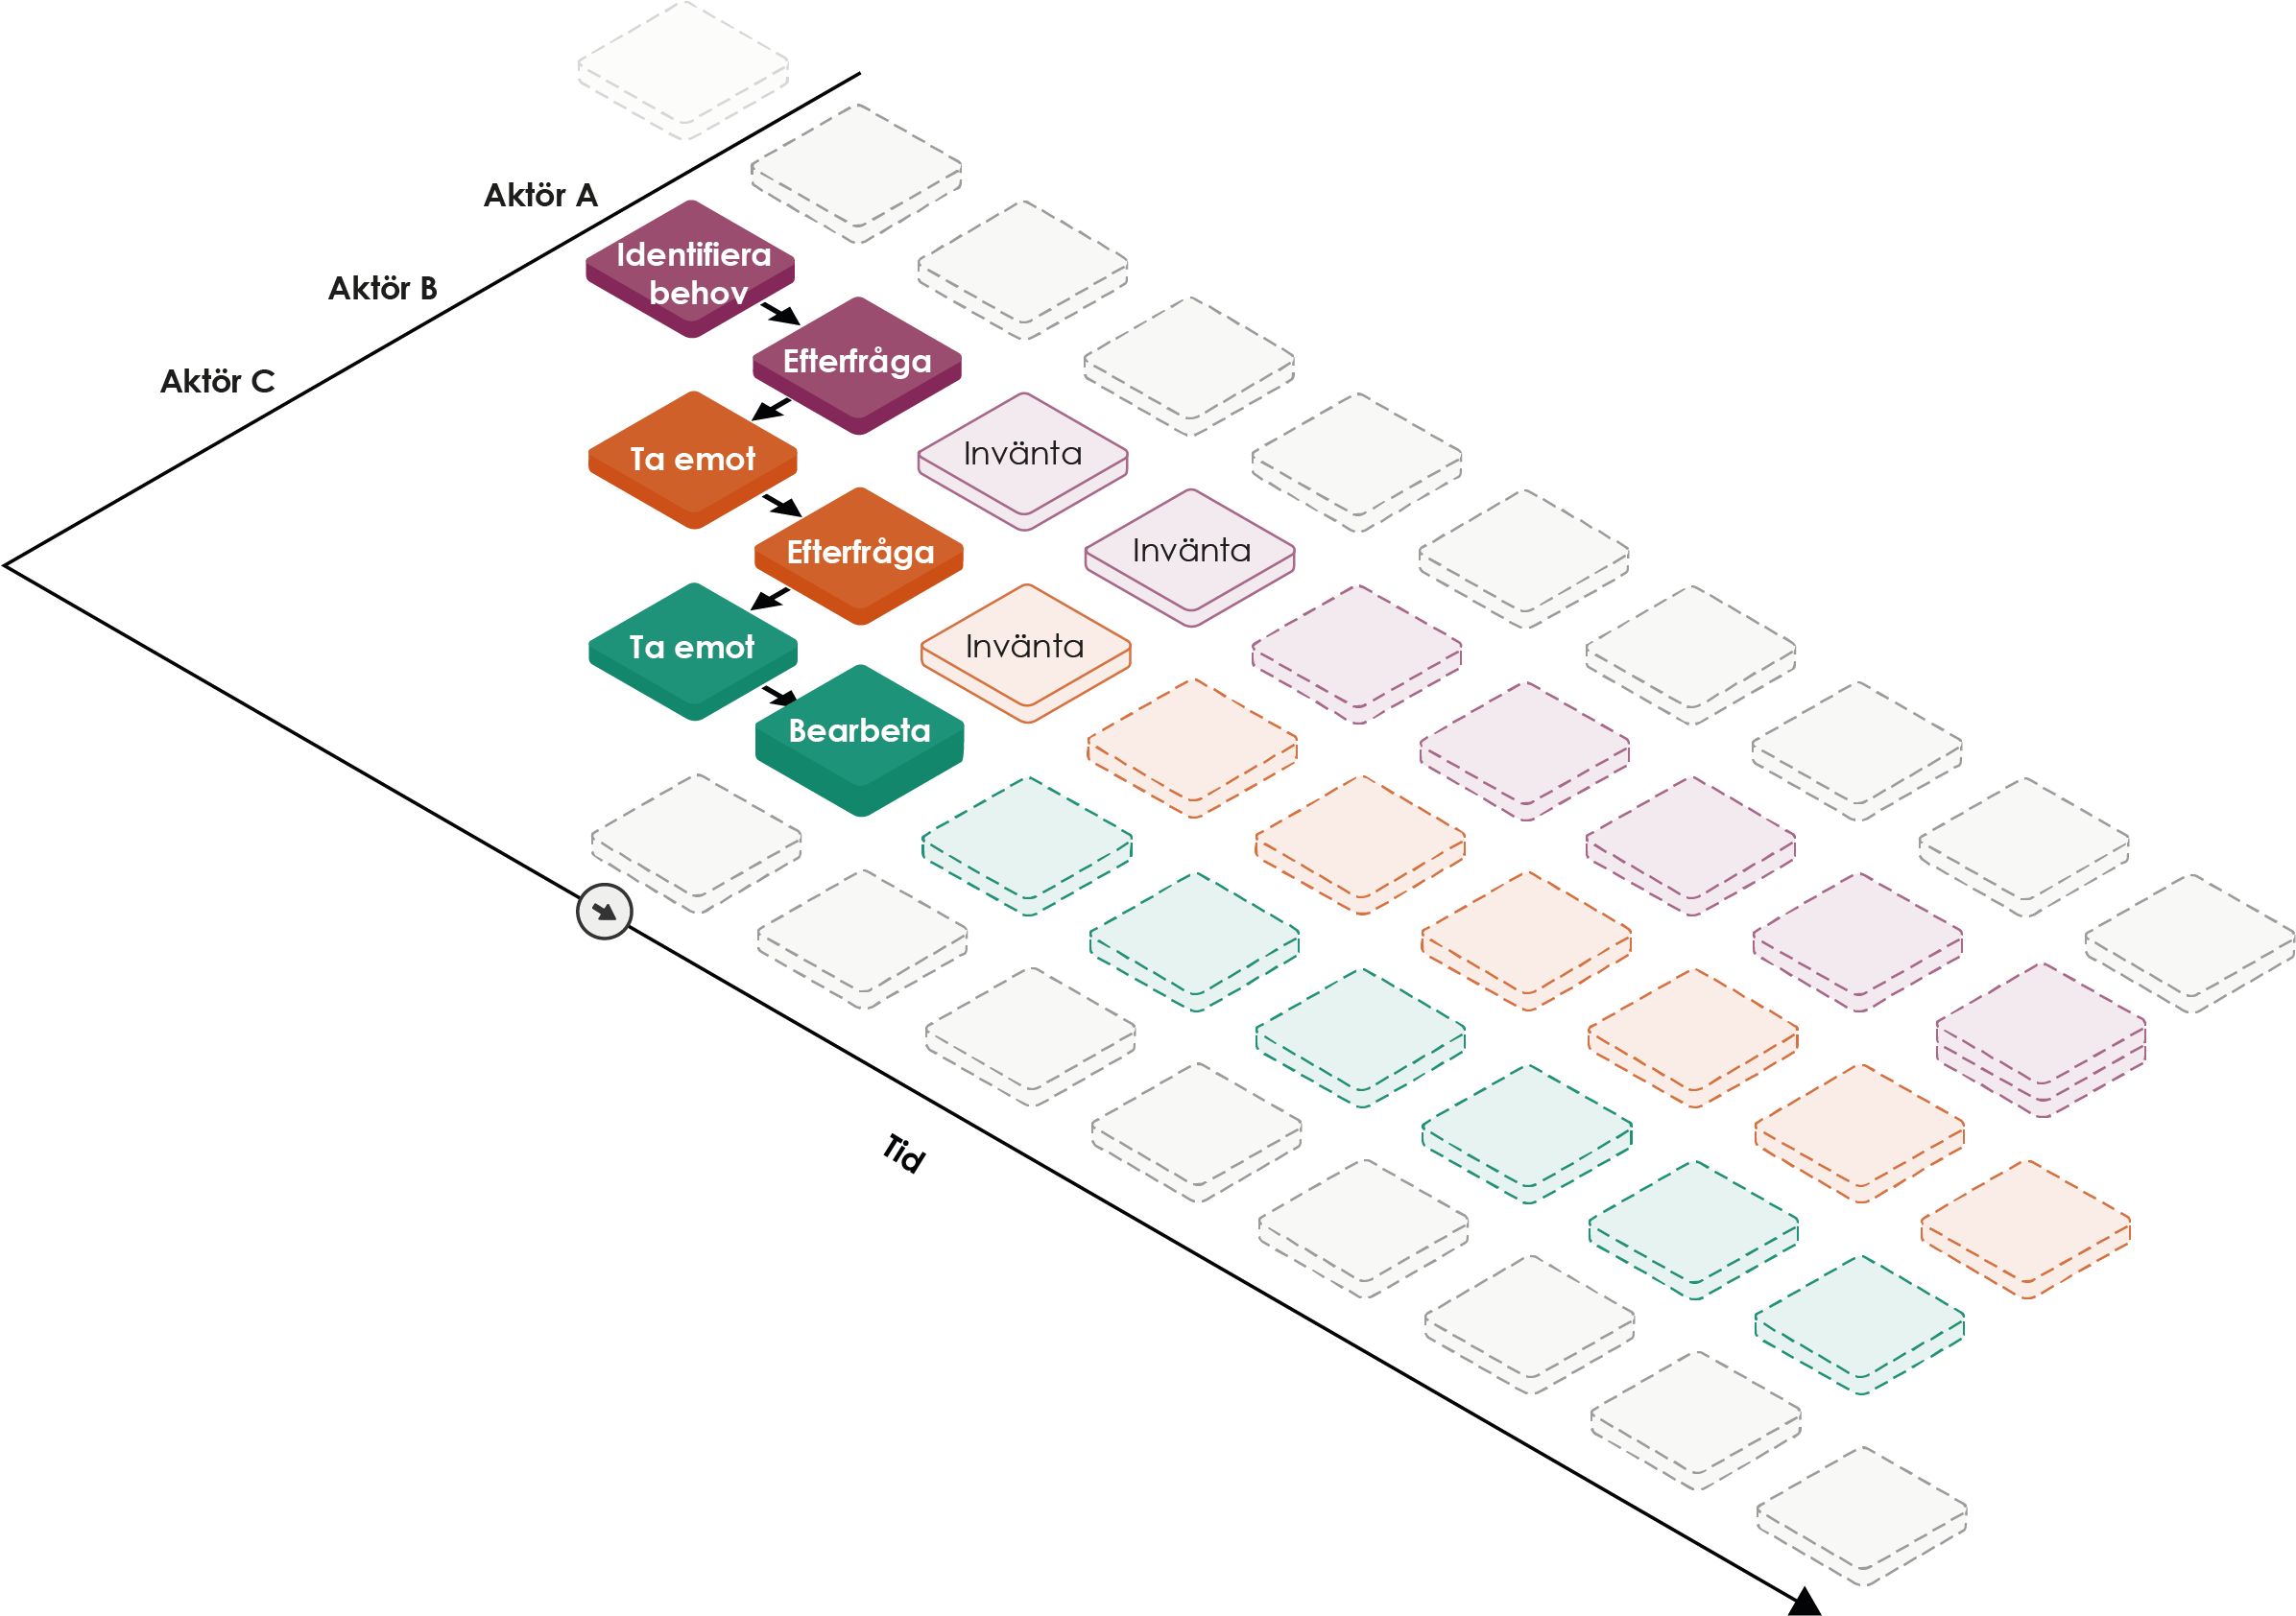 Aktör A
Aktör B
Aktör C
Identifiera
behov
Efterfråga
Ta emot
Invänta
Efterfråga
Invänta
Ta emot
Invänta
Bearbeta
Tid